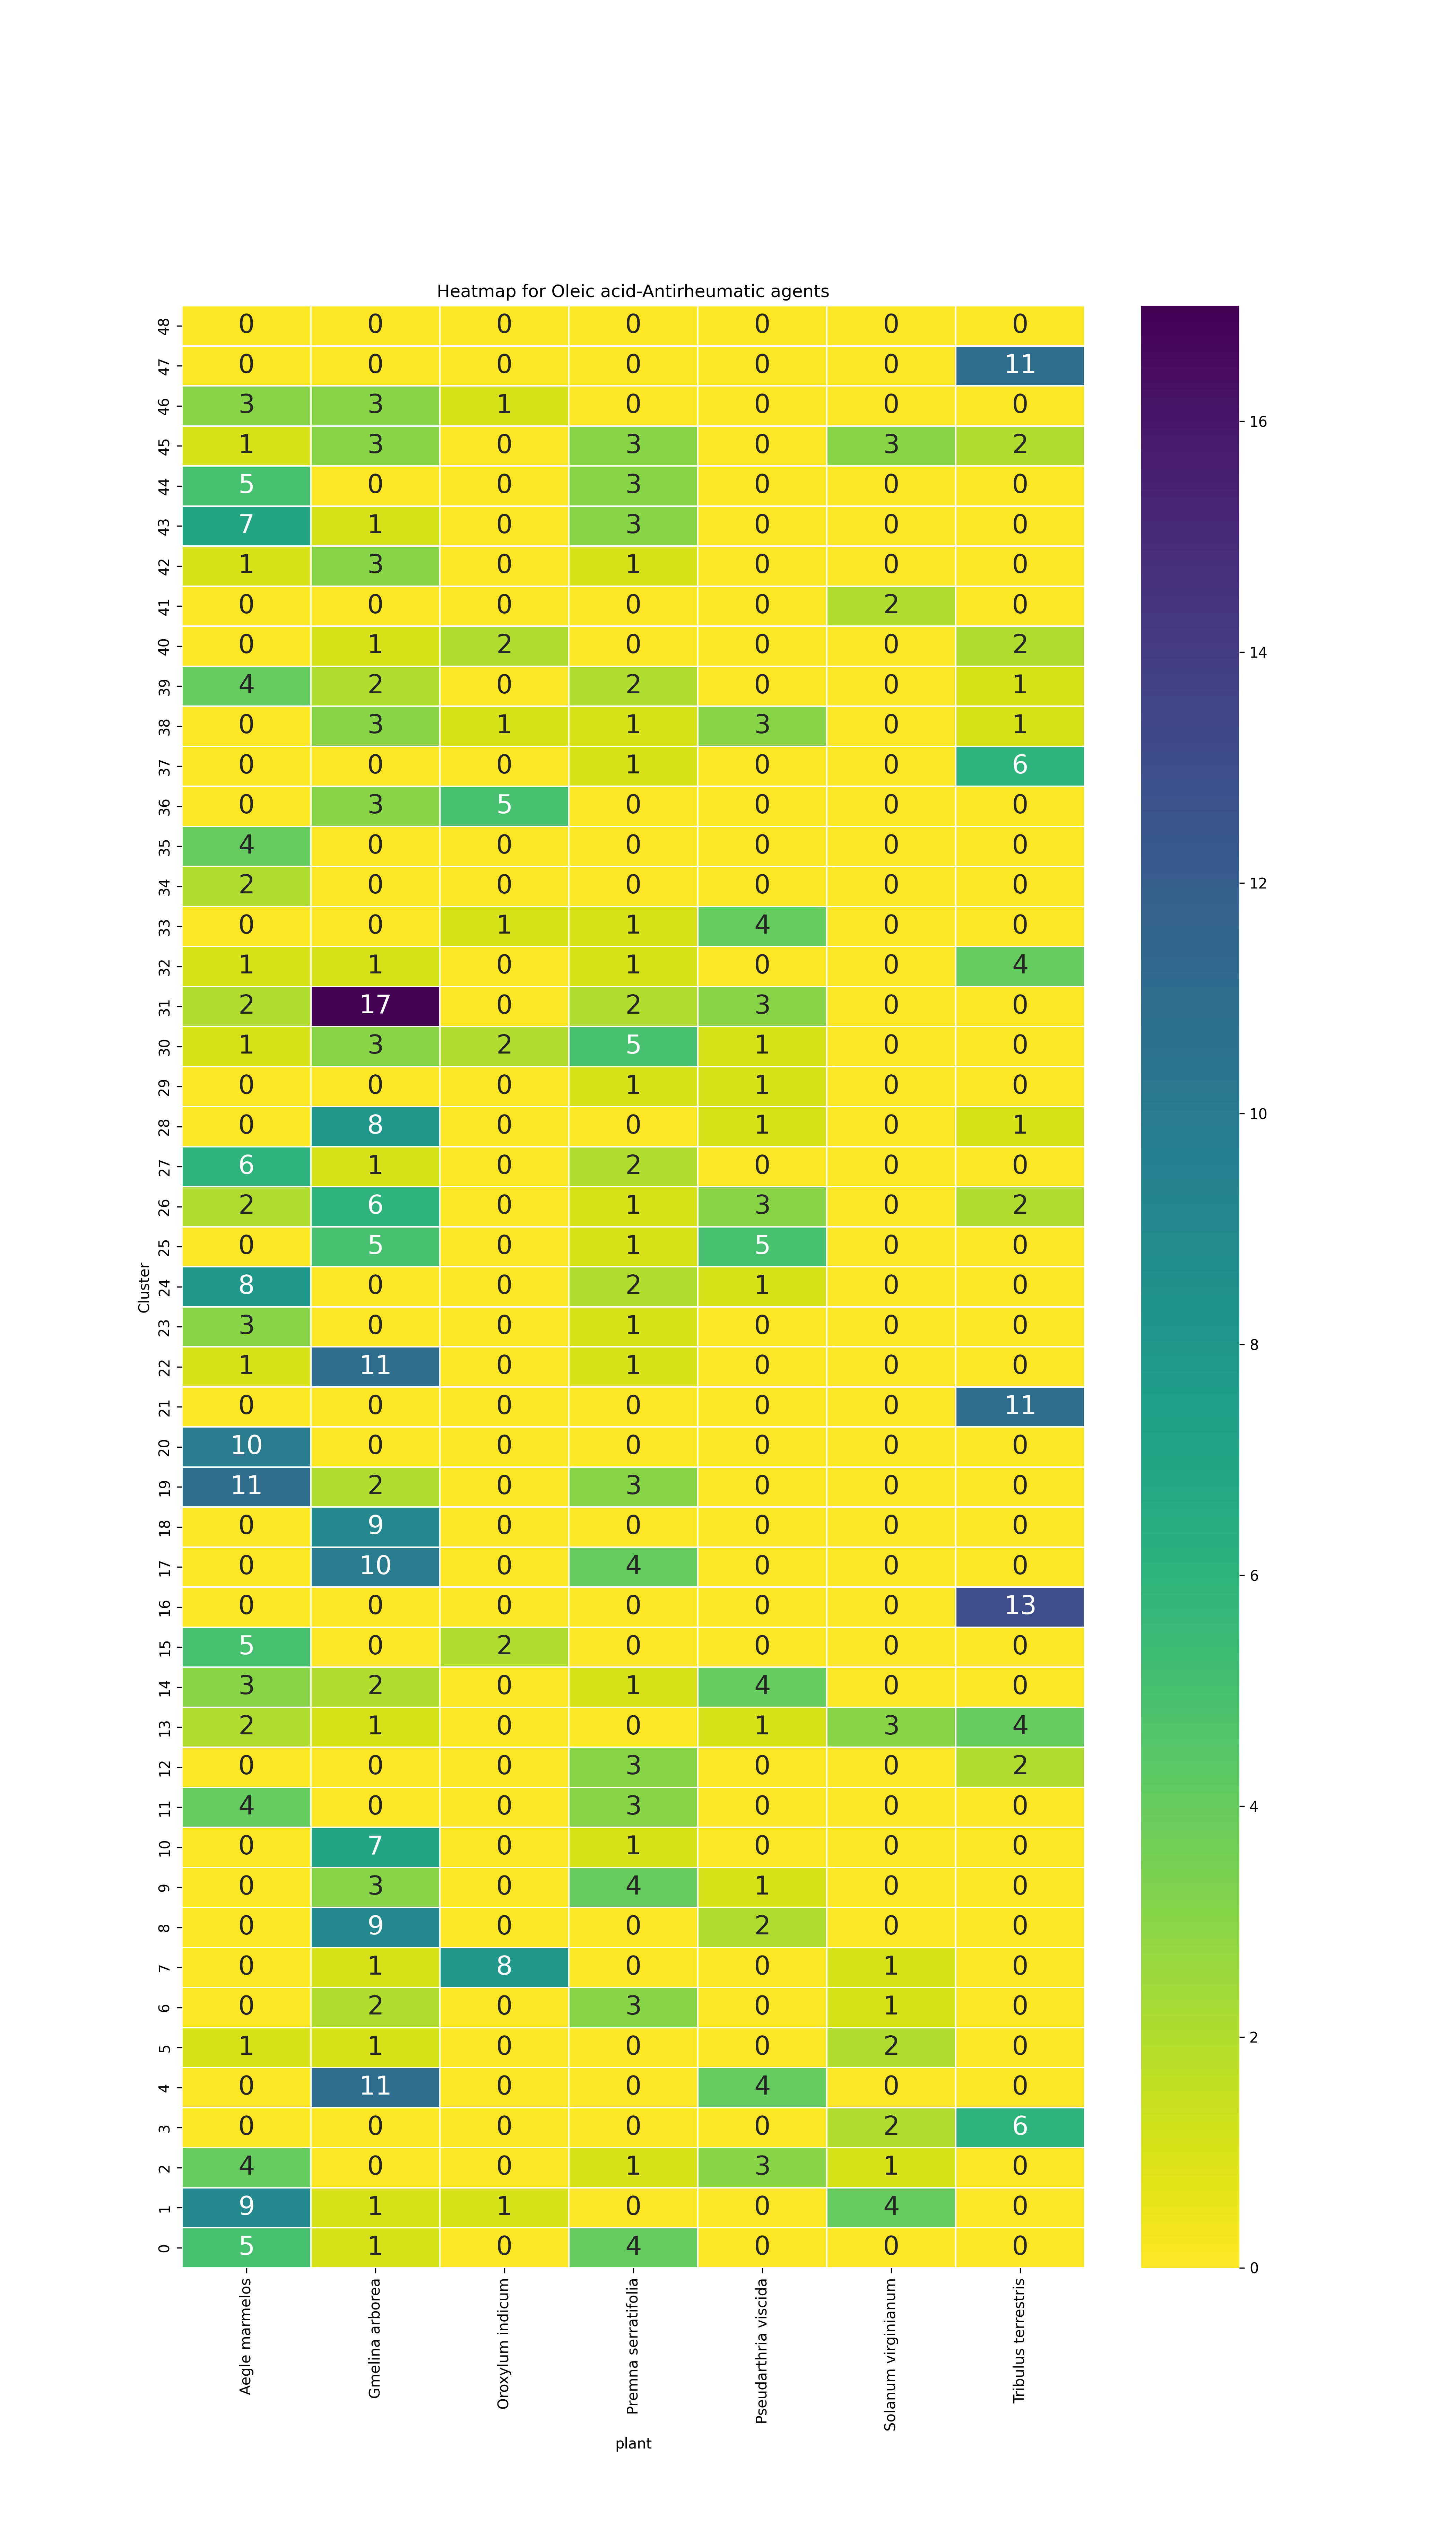 Heatmap for Oleic acid-Antirheumatic agents
48 0 0 0 0 0 0 0
47 0 0 0 0 0 0 11
46 3 3 1 0 0 0 0
45 1 3 0 3 0 3 2
44 5 0 0 3 0 0 0
43 7 1 0 3 0 0 0
42 1 3 0 1 0 0 0
41 0 0 0 0 0 2 0
40 0 1 2 0 0 0 2
39 4 2 0 2 0 0 1
38 0 3 1 1 3 0 1
37 0 0 0 1 0 0 6
36 0 3 5 0 0 0 0
35 4 0 0 0 0 0 0
34 2 0 0 0 0 0 0
33 0 0 1 1 4 0 0
32 1 1 0 1 0 0 4
31 2 17 0 2 3 0 0
30 1 3 2 5 1 0 0
29 0 0 0 1 1 0 0
28 0 8 0 0 1 0 1
27 6 1 0 2 0 0 0
26 2 6 0 1 3 0 2
25 0 5 0 1 5 0 0
24 8 0 0 2 1 0 0
23 3 0 0 1 0 0 0
22 1 11 0 1 0 0 0
21 0 0 0 0 0 0 11
20 10 0 0 0 0 0 0
19 11 2 0 3 0 0 0
18 0 9 0 0 0 0 0
17 0 10 0 4 0 0 0
16 0 0 0 0 0 0 13
15 5 0 2 0 0 0 0
14 3 2 0 1 4 0 0
13 2 1 0 0 1 3 4
12 0 0 0 3 0 0 2
11 4 0 0 3 0 0 0
10 0 7 0 1 0 0 0
9 0 3 0 4 1 0 0
8 0 9 0 0 2 0 0
7 0 1 8 0 0 1 0
6 0 2 0 3 0 1 0
5 1 1 0 0 0 2 0
4 0 11 0 0 4 0 0
3 0 0 0 0 0 2 6
2 4 0 0 1 3 1 0
1 9 1 1 0 0 4 0
0 5 1 0 4 0 0 0
Cluster
Aegle marmelos
Gmelina arborea
Oroxylum indicum
Premna serratifolia
Pseudarthria viscida
Solanum virginianum
Tribulus terrestris
plant
16
14
12
10
8
6
4
2
0